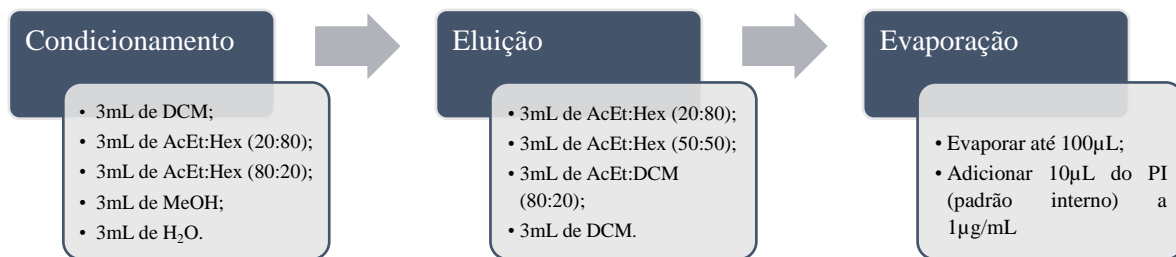 Condicionamento
• 3mL de DCM;
• 3mL de AcEt:Hex (20:80);
• 3mL de AcEt:Hex (80:20);
• 3mL de MeOH;
• 3mL de H₂O.
Eluição
• 3mL de AcEt:Hex (20:80);
• 3mL de AcEt:Hex (50:50);
• 3mL de AcEt:DCM
(80:20);
• 3mL de DCM.
Evaporação
• Evaporar até 100µL;
• Adicionar 10µL do PI
(padrão interno) a
1µg/mL